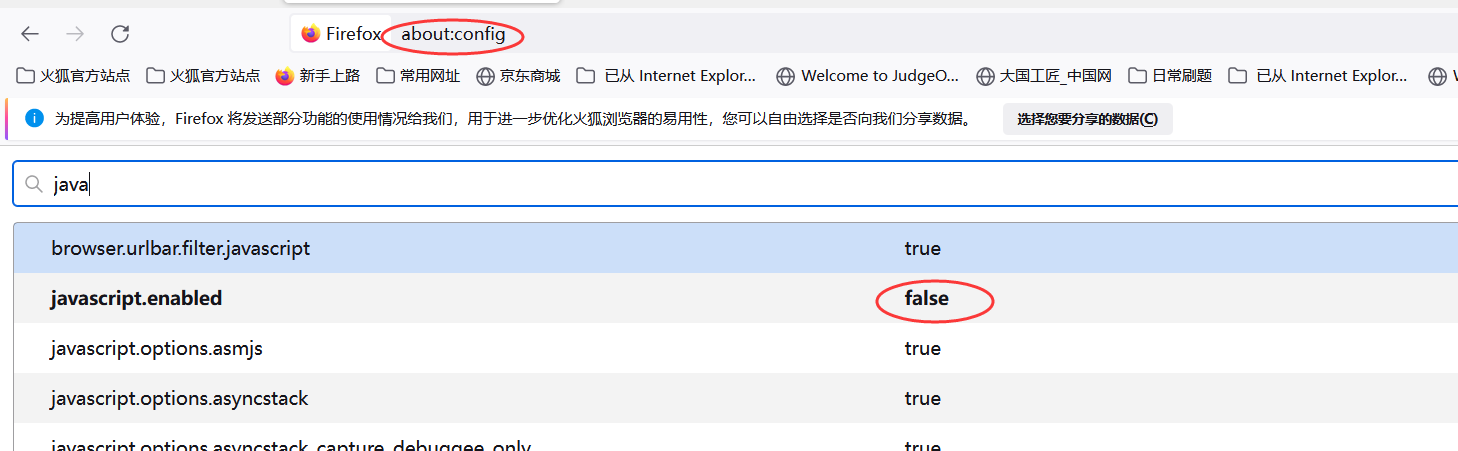 Firefox about:config
火狐官方站点 火狐官方站点 新手上路 常用网址 京东商城 已从 Internet Explor... Welcome to JudgeO... 大国工匠_中国网 日常刷题 已从 Internet Explor...
为提高用户体验，Firefox 将发送部分功能的使用情况给我们，用于进一步优化火狐浏览器的易用性，您可以自由选择是否向我们分享数据。 选择您要分享的数据(C)
java
browser.urlbar.filter.javascript true
javascript.enabled false
javascript.options.asmjs true
javascript.options.asyncstack true
javascript.options.asyncstack_capture_debuggee_only true